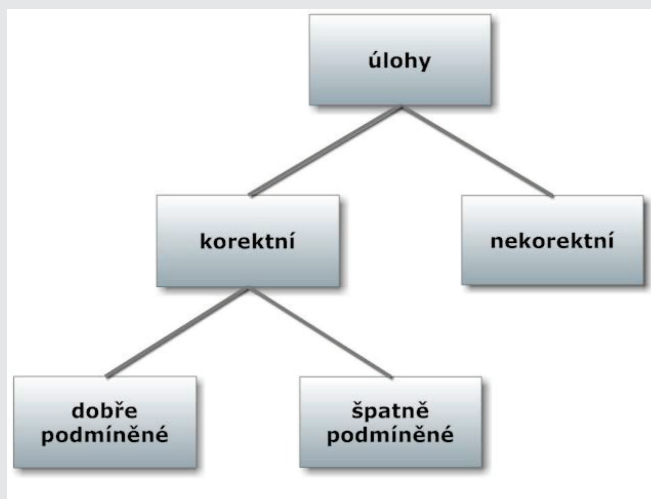 úlohy
korektní
nekorektní
dobře
podmíněné
špatně
podmíněné